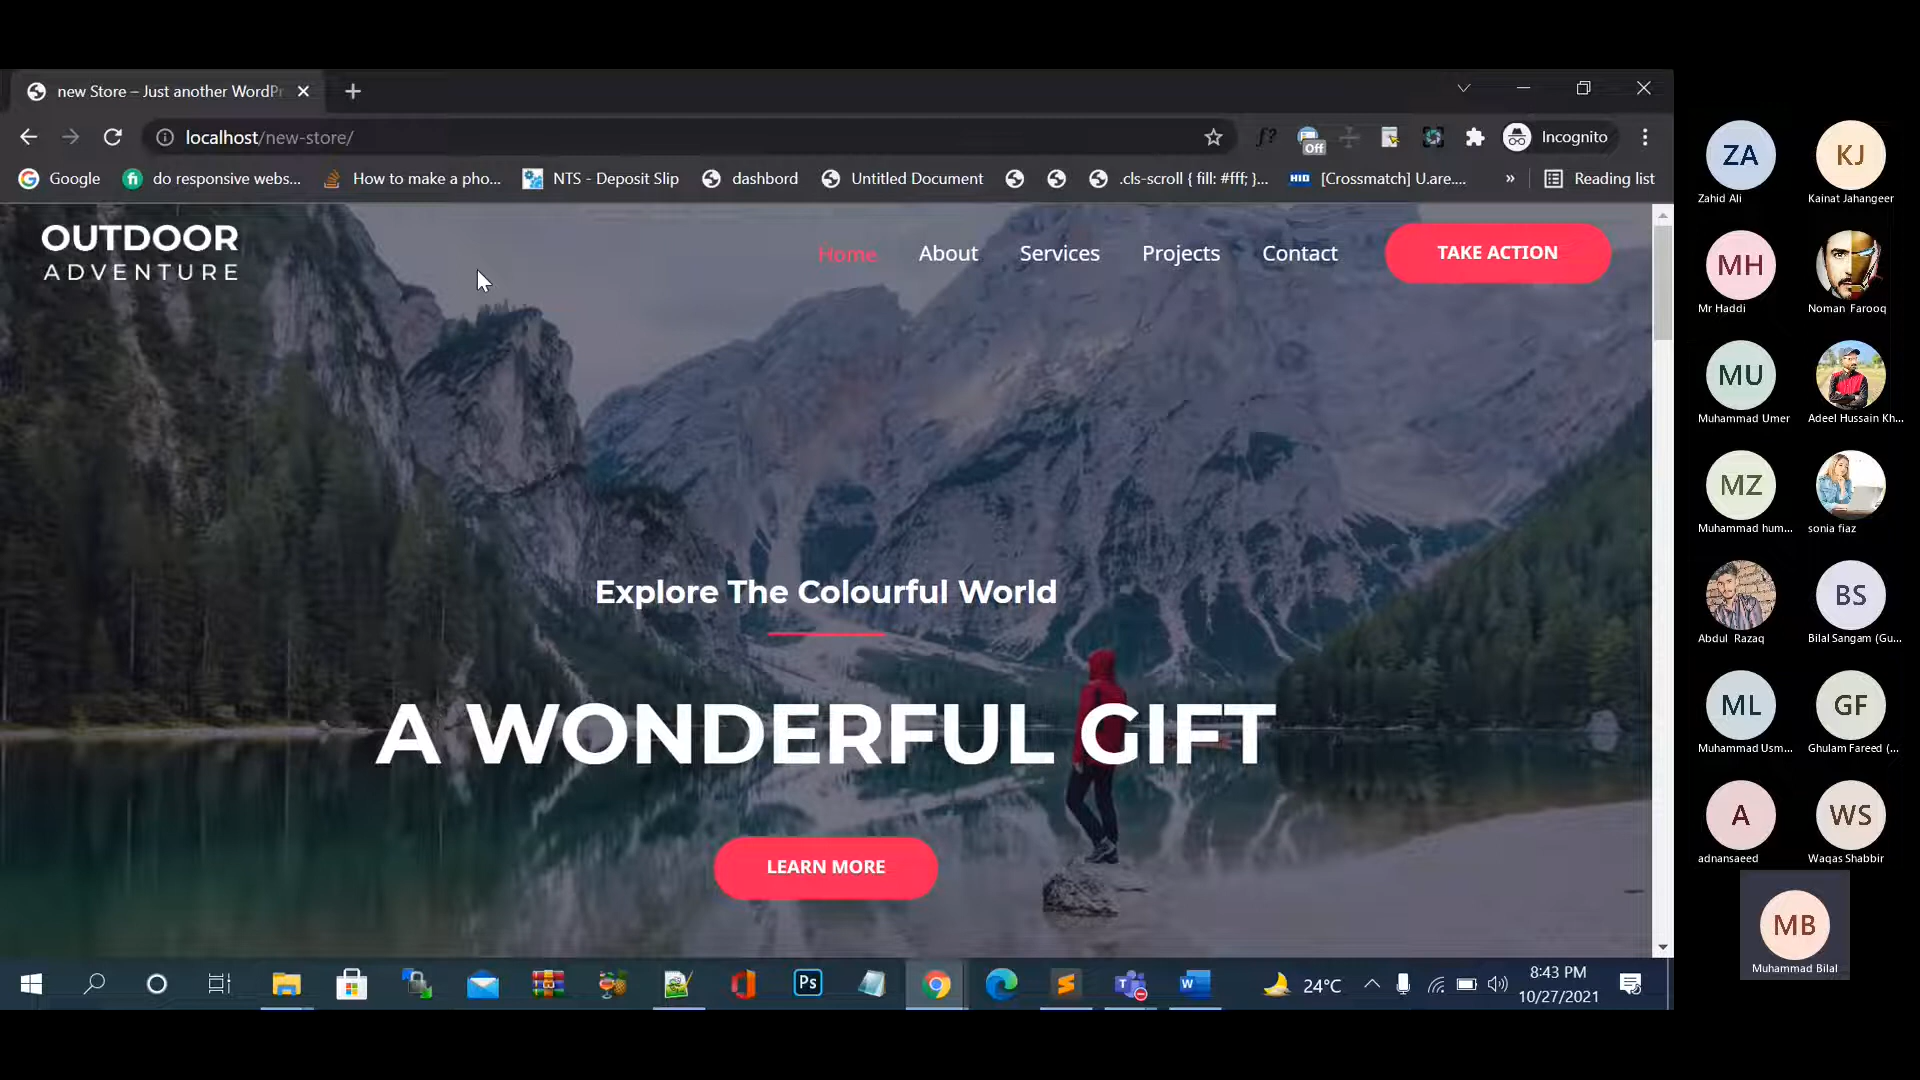 new Store – Just another WordPr
localhost/new-store/
Off
Incognito
Google
do responsive webs...
How to make a pho...
NTS - Deposit Slip
dashbord
Untitled Document
.cls-scroll { fill: #fff; }...
HID
[Crossmatch] U.are....
»
Reading list
OUTDOOR
ADVENTURE
Home
About
Services
Projects
Contact
TAKE ACTION
Explore The Colourful World
A WONDERFUL GIFT
LEARN MORE
Ps
W
24°C
8:43 PM
10/27/2021
ZA
Zahid Ali
KJ
Kainat Jahangeer
MH
Mr Haddi
Noman Farooq
MU
Muhammad Umer
Adeel Hussain Kh...
MZ
Muhammad hum...
sonia fiaz
Abdul Razaq
BS
Bilal Sangam (Gu...
ML
Muhammad Usm...
GF
Ghulam Fareed (...
A
adnansaeed
WS
Waqas Shabbir
MB
Muhammad Bilal